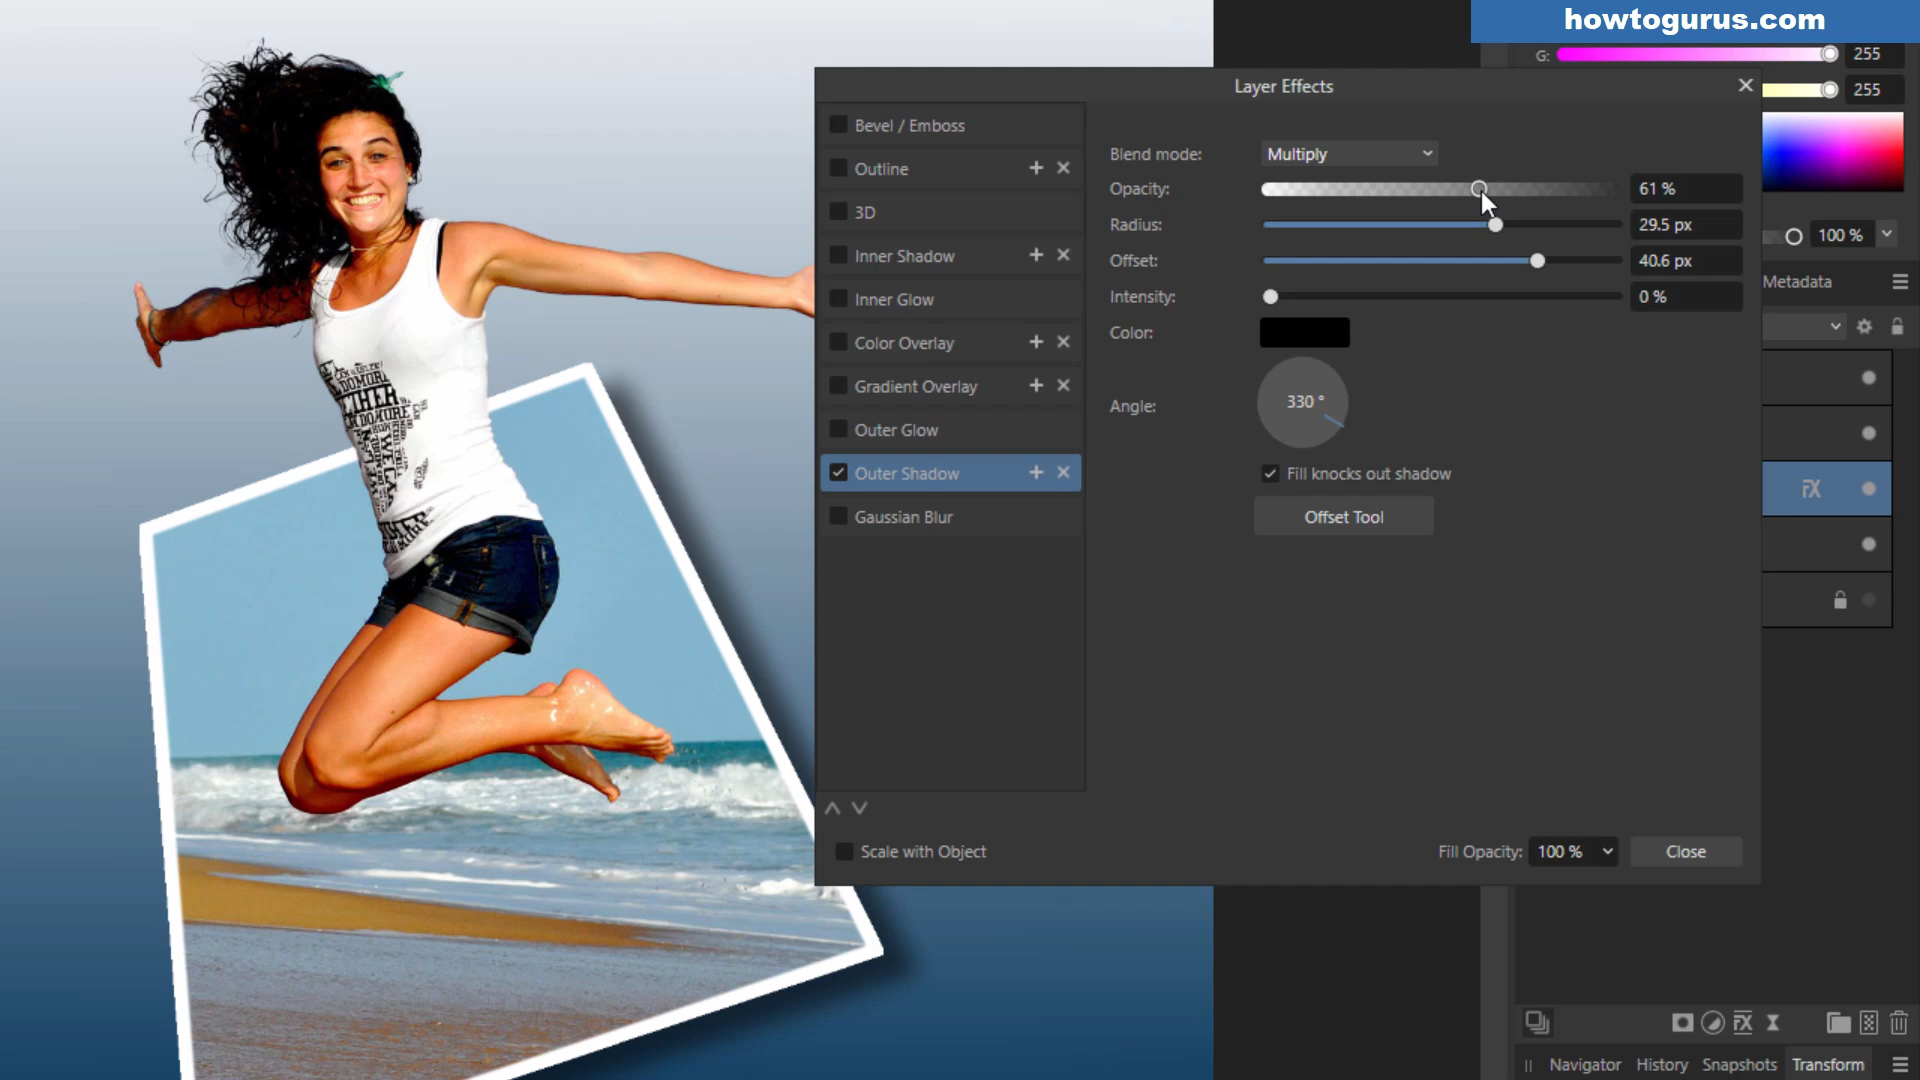 howtogurus.com
G: 255
255
Layer Effects
Bevel / Emboss
Outline
3D
Inner Shadow
Inner Glow
Color Overlay
Gradient Overlay
Outer Glow
Outer Shadow
Gaussian Blur
Blend mode: Multiply
Opacity: 61 %
Radius: 29.5 px
Offset: 40.6 px
Intensity: 0 %
Color:
Angle: 330 °
Fill knocks out shadow
Offset Tool
Scale with Object
Fill Opacity: 100 %
Close
100 %
Metadata
FX
FX
Navigator History Snapshots Transform
DOMORE